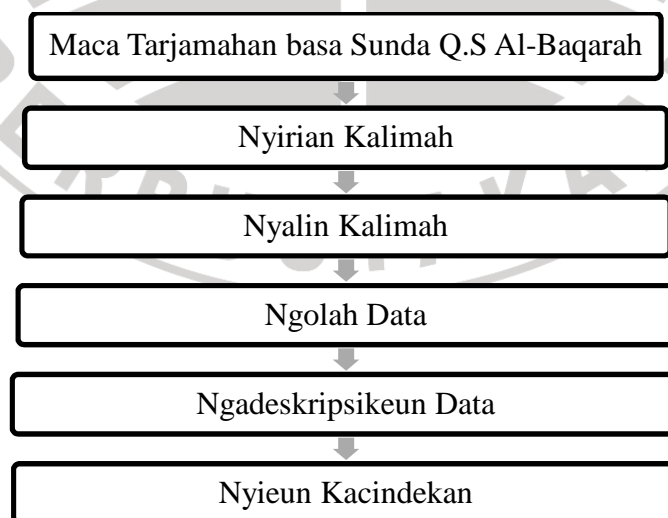 Maca Tarjamahan basa Sunda Q.S Al-Baqarah
Nyirian Kalimah
Nyalin Kalimah
Ngolah Data
Ngadeskripsikeun Data
Nyieun Kacindekan